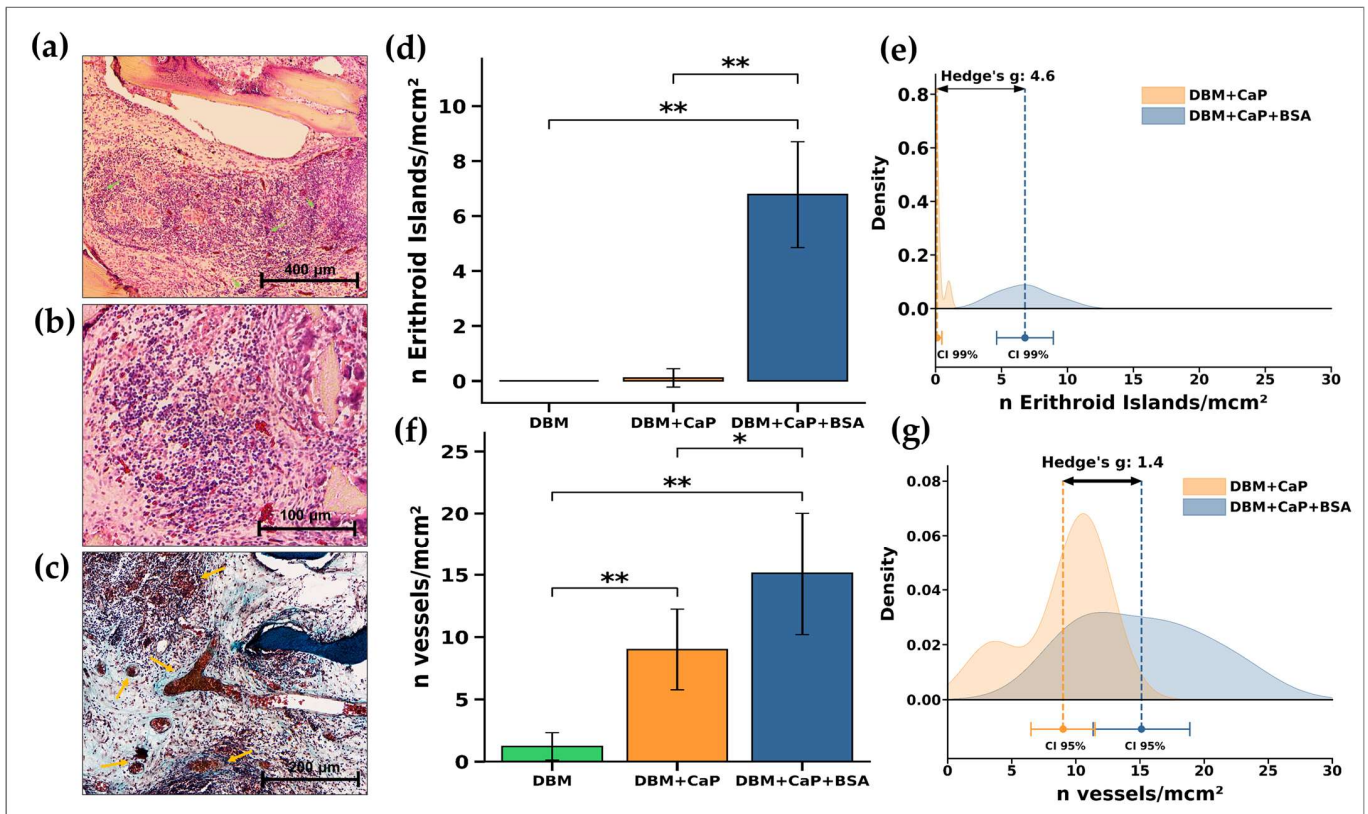 (a)
400 µm
(b)
100 µm
(c)
200 µm
(d)
n Erithroid Islands/mcm²
10
8
6
4
2
0
**
**
DBM
DBM+CaP
DBM+CaP+BSA
(e)
Hedge's g: 4.6
DBM+CaP
DBM+CaP+BSA
Density
0.8
0.6
0.4
0.2
0.0
CI 99%
CI 99%
0
5
10
15
20
25
30
n Erithroid Islands/mcm²
(f)
n vessels/mcm²
25
20
15
10
5
0
*
**
**
DBM
DBM+CaP
DBM+CaP+BSA
(g)
Hedge's g: 1.4
DBM+CaP
DBM+CaP+BSA
Density
0.08
0.06
0.04
0.02
0.00
CI 95%
CI 95%
0
5
10
15
20
25
30
n vessels/mcm²